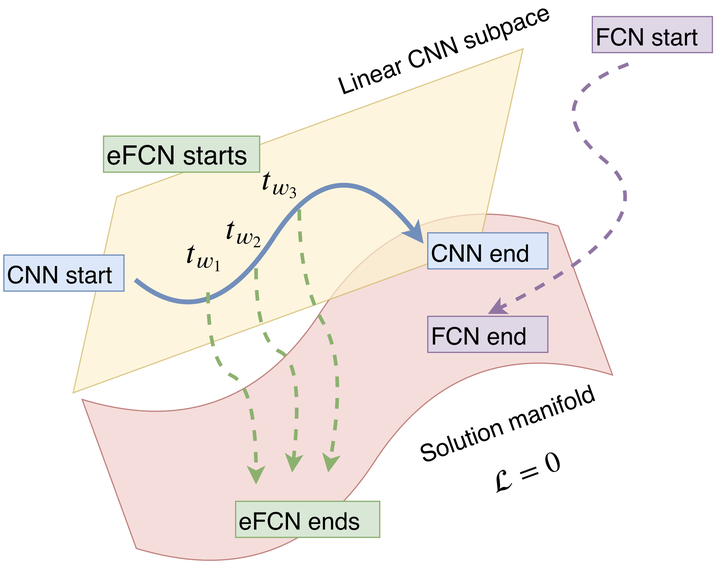 FCN start
Linear CNN subpace
eFCN starts
t_{w_3}
t_{w_2}
t_{w_1}
CNN start
CNN end
FCN end
Solution manifold
ℒ = 0
eFCN ends